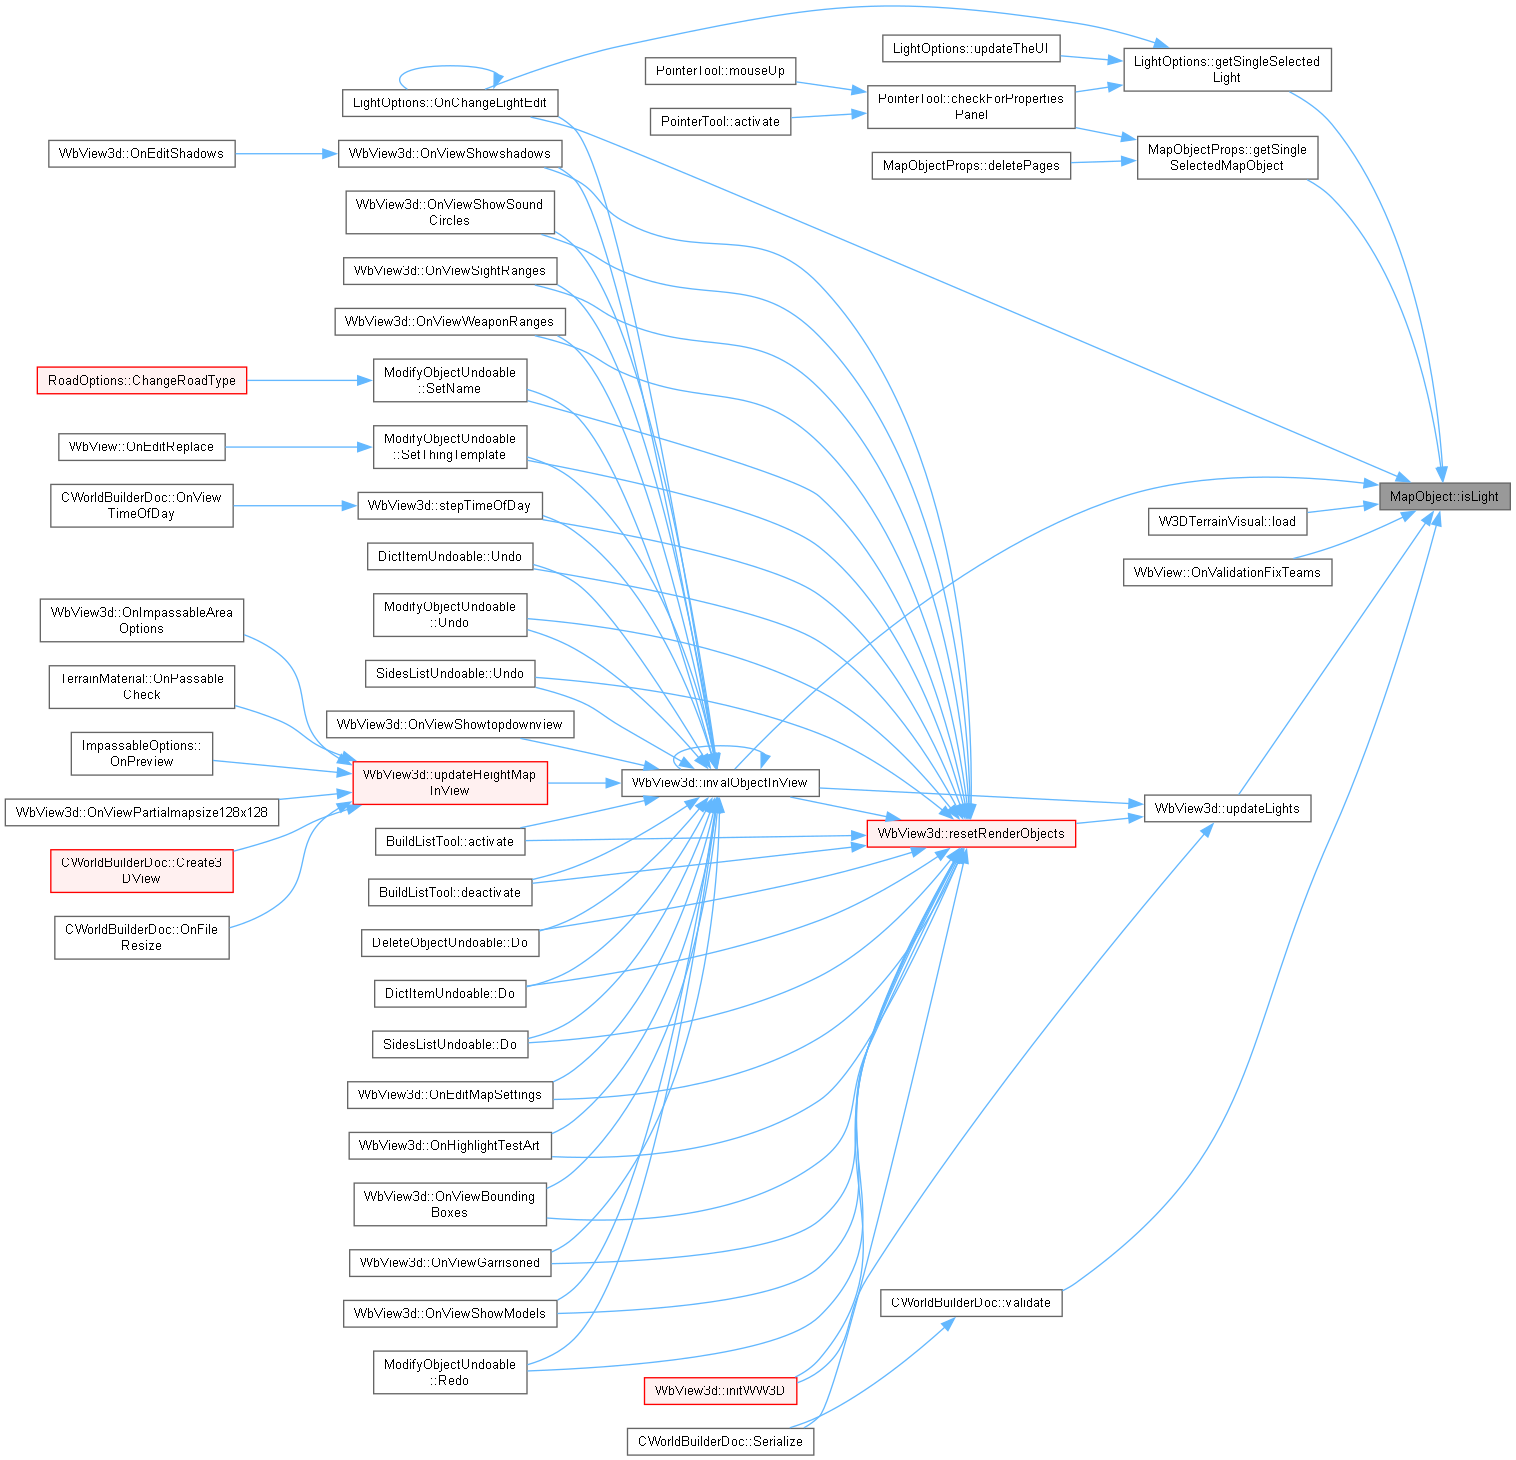 LightOptions::updateTheUI
LightOptions::getSingleSelected
Light
PointerTool::mouseUp
PointerTool::checkForProperties
Panel
LightOptions::OnChangeLightEdit
PointerTool::activate
WbView3d::OnEditShadows
WbView3d::OnViewShowshadows
MapObjectProps::getSingle
SelectedMapObject
MapObjectProps::deletePages
WbView3d::OnViewShowSound
Circles
WbView3d::OnViewSightRanges
WbView3d::OnViewWeaponRanges
RoadOptions::ChangeRoadType
ModifyObjectUndoable
::SetName
WbView::OnEditReplace
ModifyObjectUndoable
::SetThingTemplate
CWorldBuilderDoc::OnView
TimeOfDay
WbView3d::stepTimeOfDay
MapObject::isLight
W3DTerrainVisual::load
DictItemUndoable::Undo
WbView::OnValidationFixTeams
WbView3d::OnImpassableArea
Options
ModifyObjectUndoable
::Undo
TerrainMaterial::OnPassable
Check
SidesListUndoable::Undo
WbView3d::OnViewShowtopdownview
ImpassableOptions::
OnPreview
WbView3d::updateHeightMap
InView
WbView3d::invalObjectInView
WbView3d::OnViewPartialmapsize128x128
WbView3d::updateLights
BuildListTool::activate
WbView3d::resetRenderObjects
CWorldBuilderDoc::Create3
DView
BuildListTool::deactivate
CWorldBuilderDoc::OnFile
Resize
DeleteObjectUndoable::Do
DictItemUndoable::Do
SidesListUndoable::Do
WbView3d::OnEditMapSettings
WbView3d::OnHighlightTestArt
WbView3d::OnViewBounding
Boxes
WbView3d::OnViewGarrisoned
WbView3d::OnViewShowModels
CWorldBuilderDoc::validate
ModifyObjectUndoable
::Redo
WbView3d::initWW3D
CWorldBuilderDoc::Serialize